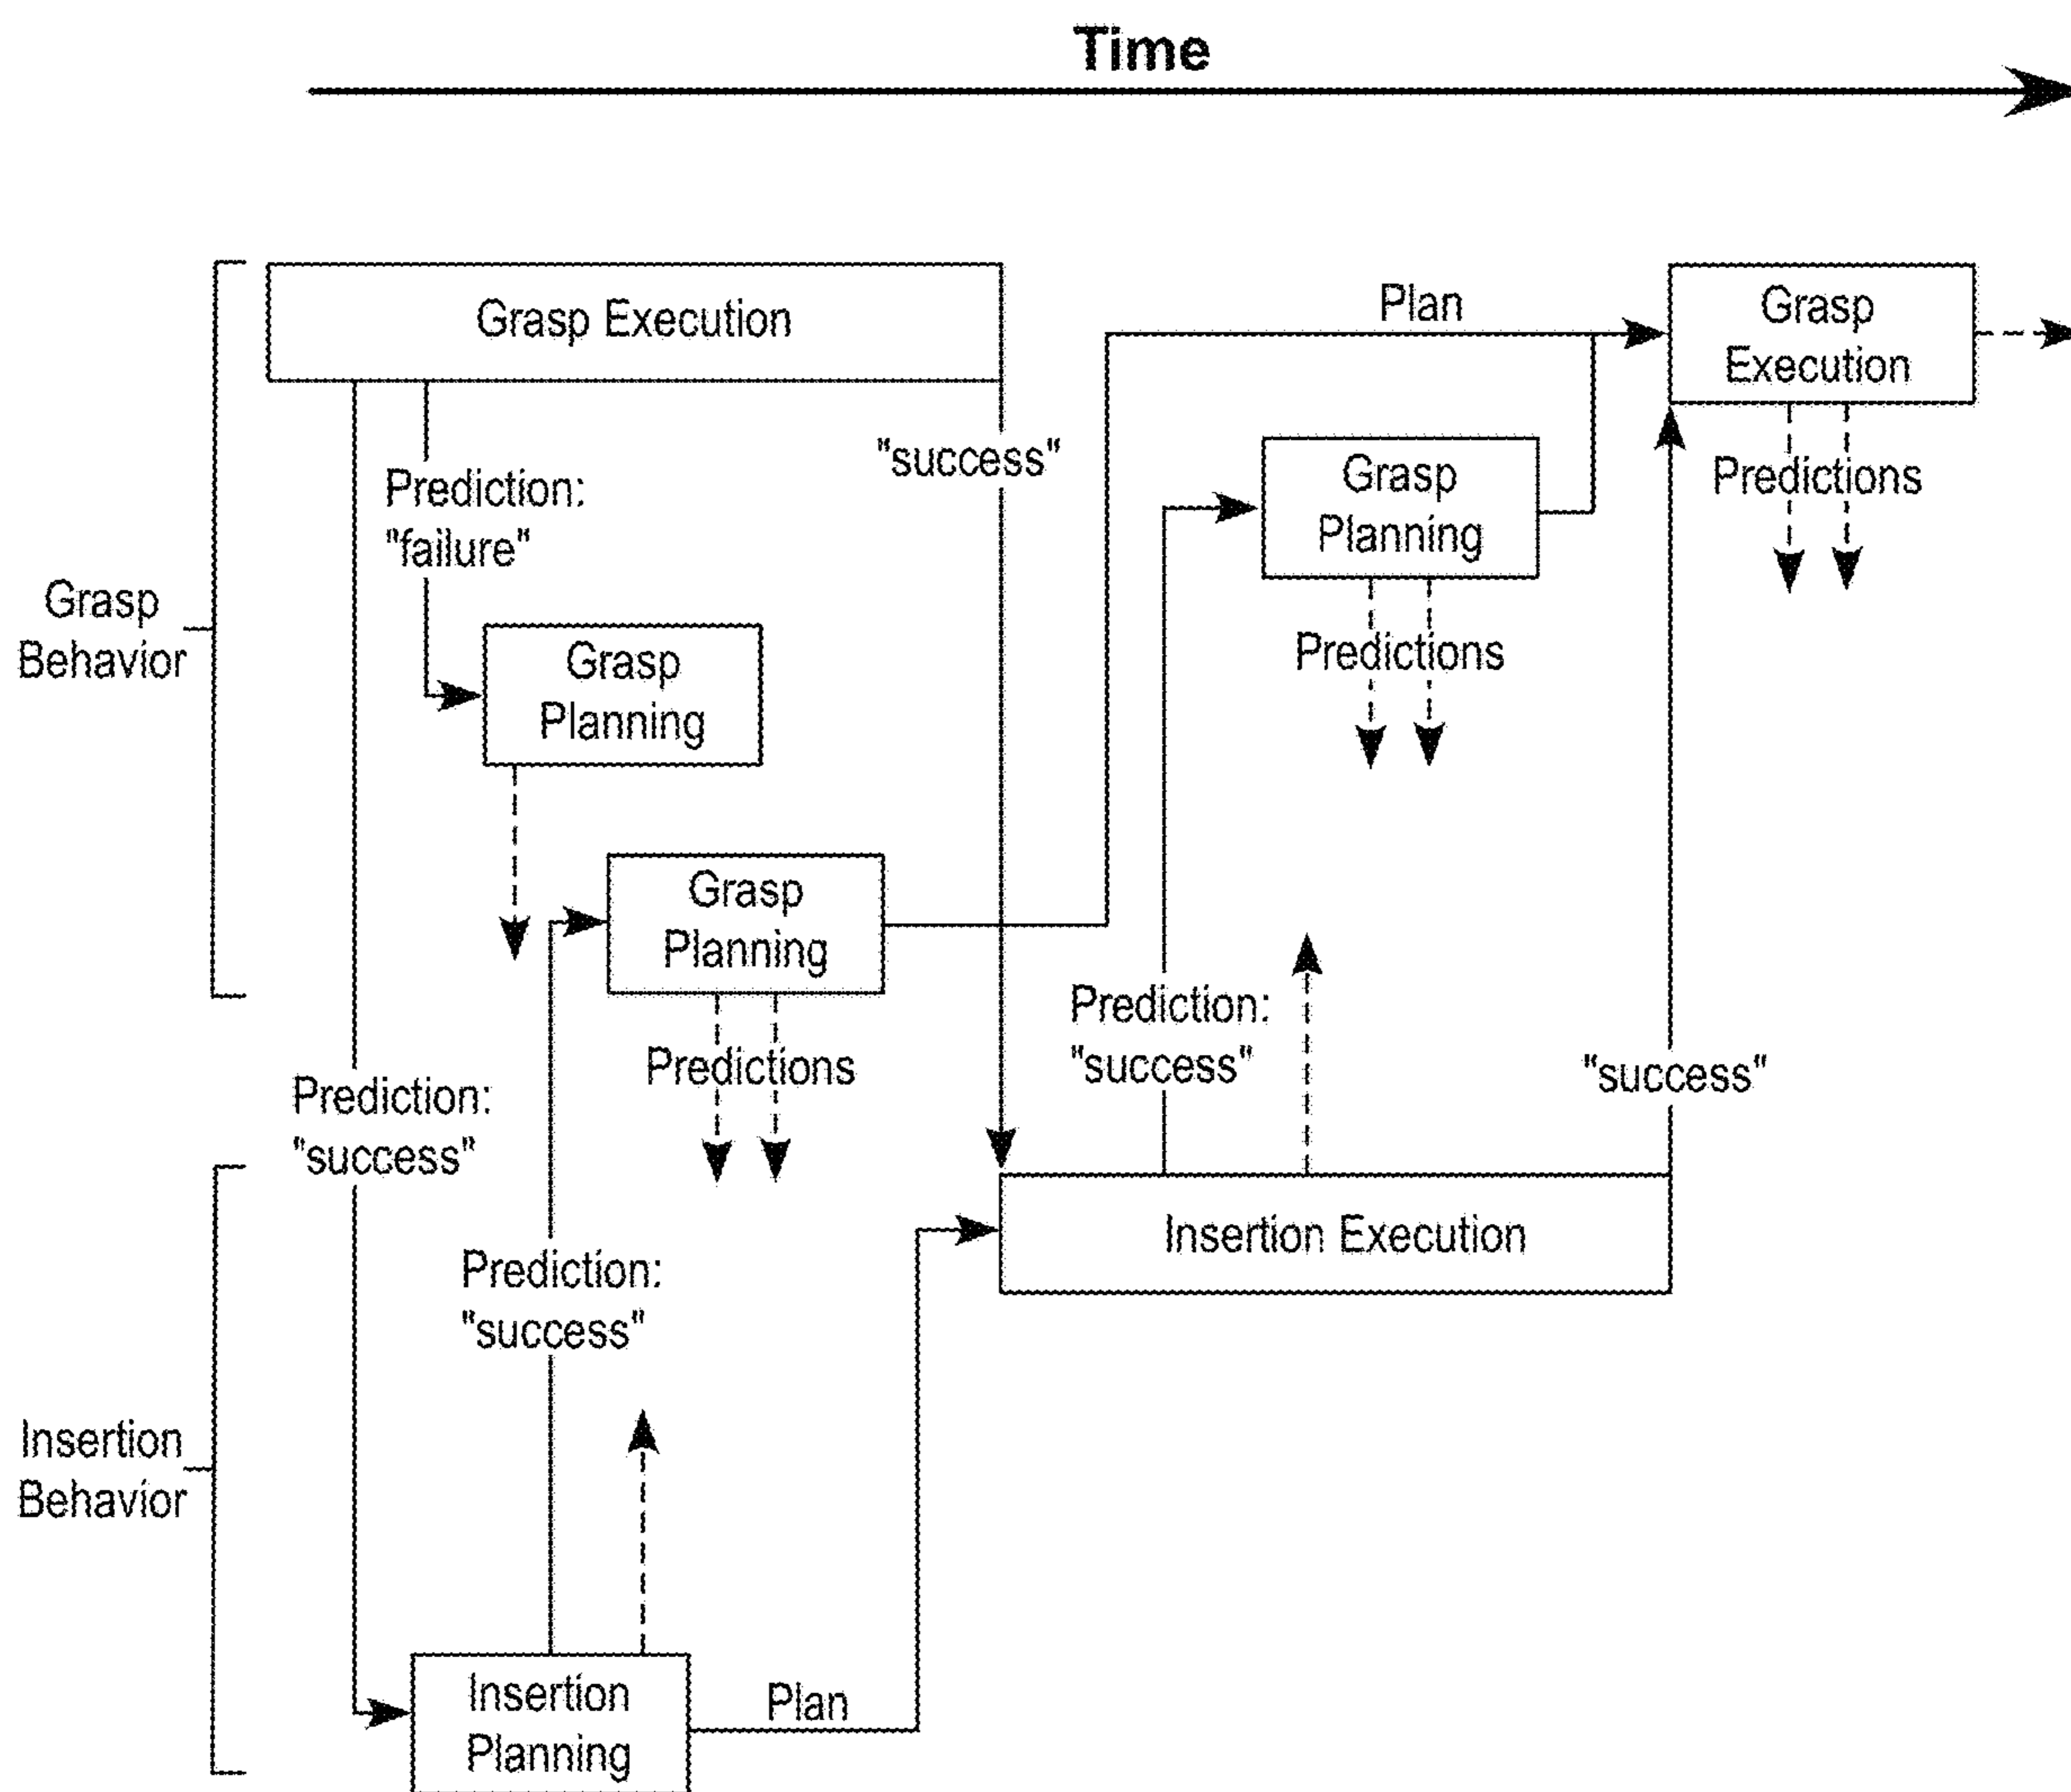 Time
Grasp Execution
Plan
Grasp
Execution
"success"
Prediction:
"failure"
Grasp
Planning
Predictions
Grasp
Behavior
Grasp
Planning
Predictions
Grasp
Planning
Predictions
Prediction:
"success"
Prediction:
"success"
"success"
Insertion Execution
Prediction:
"success"
Insertion
Behavior
Insertion
Planning
Plan